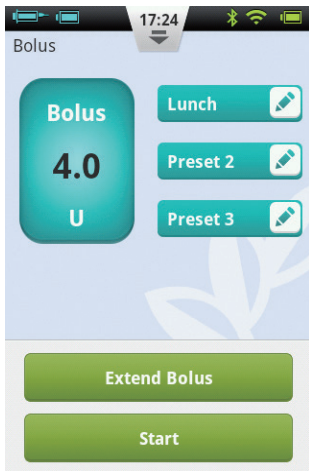 17:24
Bolus
Bolus
4.0
U
Lunch
Preset 2
Preset 3
Extend Bolus
Start